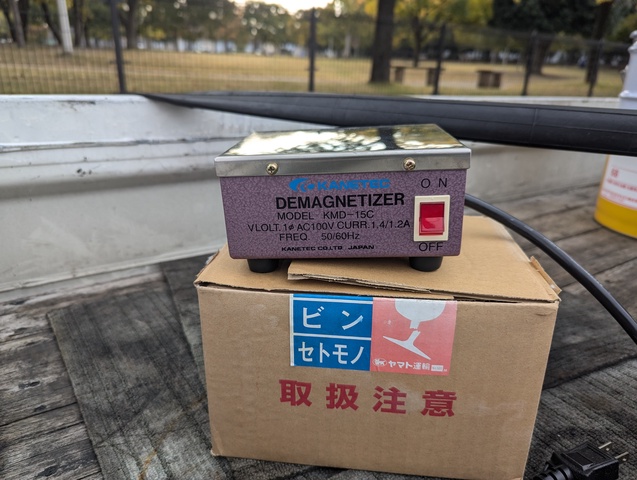 KANETEC
DEMAGNETIZER
MODEL KMD-15C
VLOLT. 1φ AC100V CURR. 1.4/1.2A
FREQ 50/60Hz
KANETEC CO.,LTD JAPAN
ON
OFF
ビン
セトモノ
ヤマト運輸
取扱注意